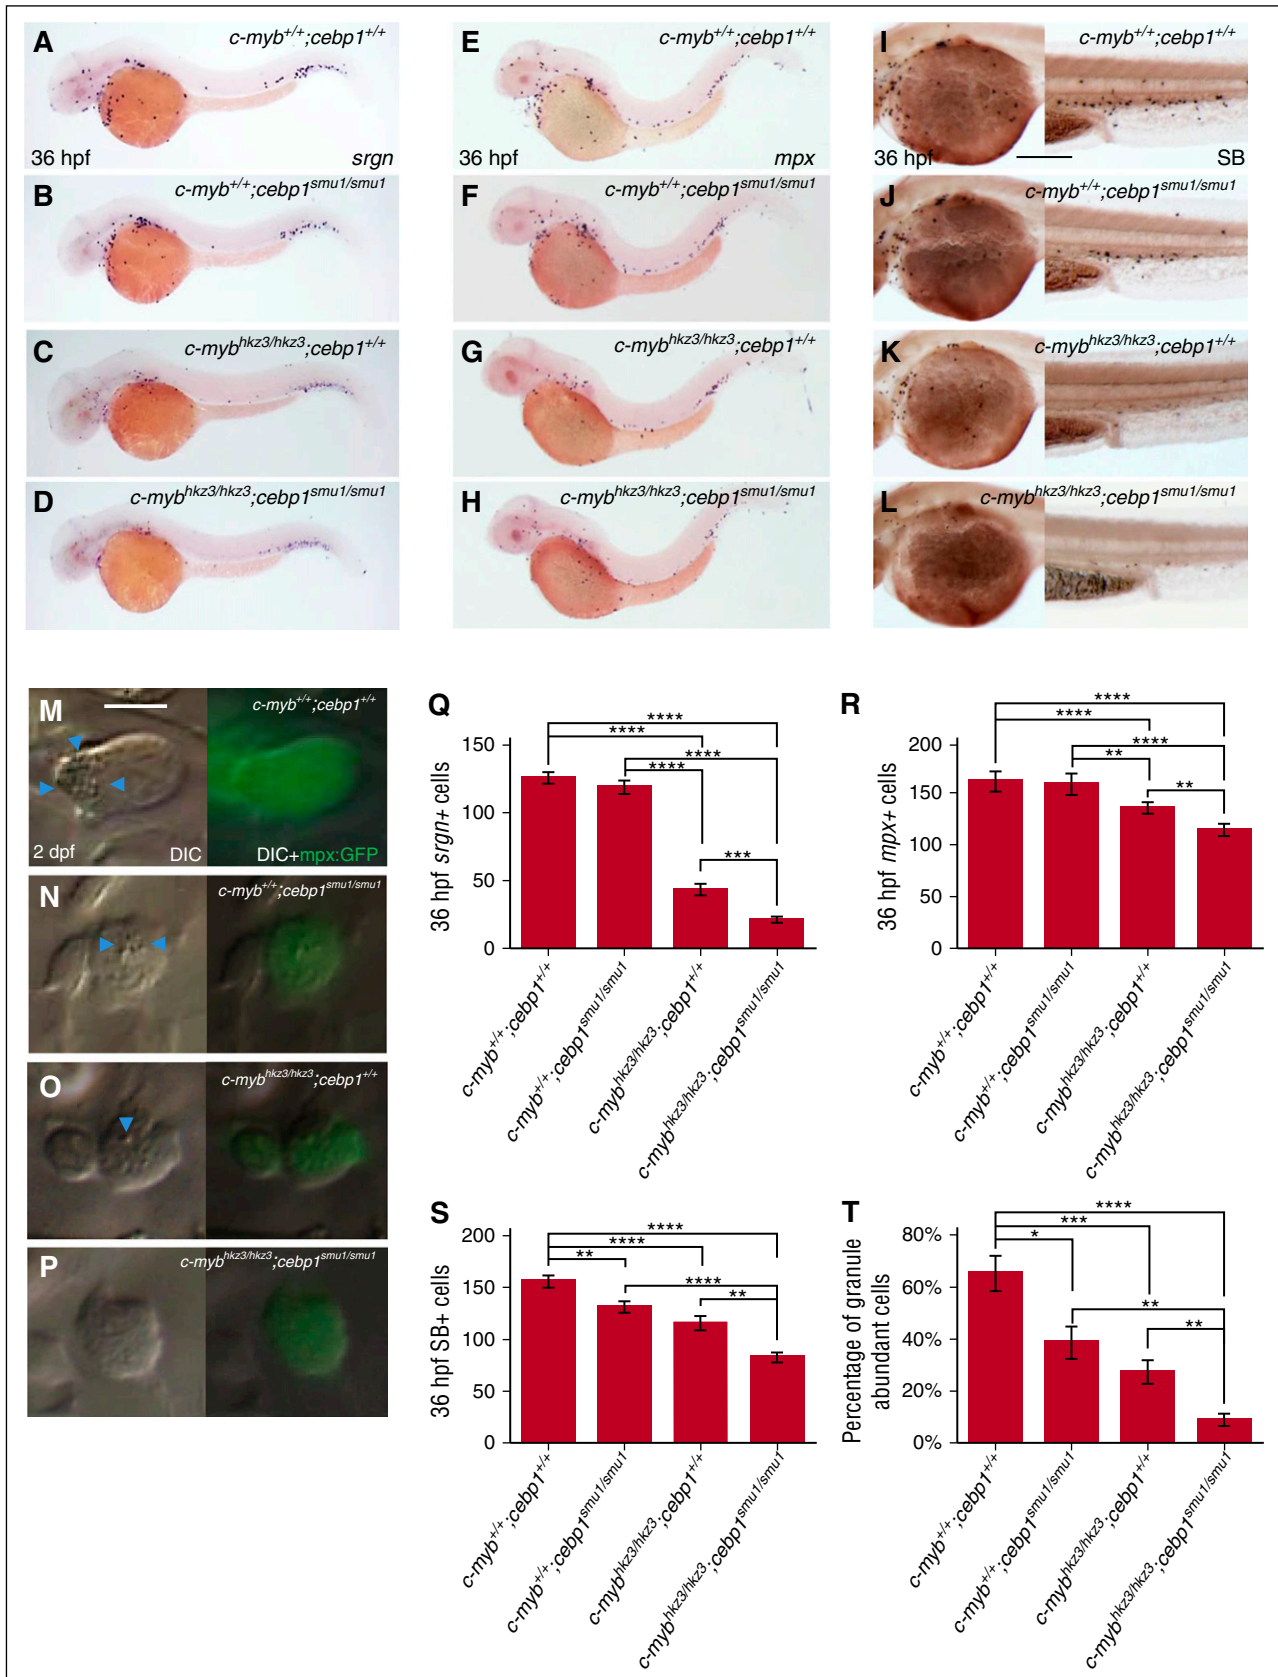 A c-myb+/+;cebp1+/+
36 hpf srgn
B c-myb+/+;cebp1smu1/smu1
C c-mybhkz3/hkz3;cebp1+/+
D c-mybhkz3/hkz3;cebp1smu1/smu1
E c-myb+/+;cebp1+/+
36 hpf mpx
F c-myb+/+;cebp1smu1/smu1
G c-mybhkz3/hkz3;cebp1+/+
H c-mybhkz3/hkz3;cebp1smu1/smu1
I c-myb+/+;cebp1+/+
36 hpf SB
J c-myb+/+;cebp1smu1/smu1
K c-mybhkz3/hkz3;cebp1+/+
L c-mybhkz3/hkz3;cebp1smu1/smu1
M c-myb+/+;cebp1+/+
2 dpf DIC DIC+mpx:GFP
N c-myb+/+;cebp1smu1/smu1
O c-mybhkz3/hkz3;cebp1+/+
P c-mybhkz3/hkz3;cebp1smu1/smu1
Q
36 hpf srgn+ cells
150
100
50
0
****
****
****
****
***
c-myb+/+;cebp1+/+
c-myb+/+;cebp1smu1/smu1
c-mybhkz3/hkz3;cebp1+/+
c-mybhkz3/hkz3;cebp1smu1/smu1
R
36 hpf mpx+ cells
200
150
100
50
0
****
****
****
**
**
c-myb+/+;cebp1+/+
c-myb+/+;cebp1smu1/smu1
c-mybhkz3/hkz3;cebp1+/+
c-mybhkz3/hkz3;cebp1smu1/smu1
S
36 hpf SB+ cells
200
150
100
50
0
****
****
**
****
**
c-myb+/+;cebp1+/+
c-myb+/+;cebp1smu1/smu1
c-mybhkz3/hkz3;cebp1+/+
c-mybhkz3/hkz3;cebp1smu1/smu1
T
Percentage of granule
abundant cells
80%
60%
40%
20%
0%
****
***
*
**
**
c-myb+/+;cebp1+/+
c-myb+/+;cebp1smu1/smu1
c-mybhkz3/hkz3;cebp1+/+
c-mybhkz3/hkz3;cebp1smu1/smu1